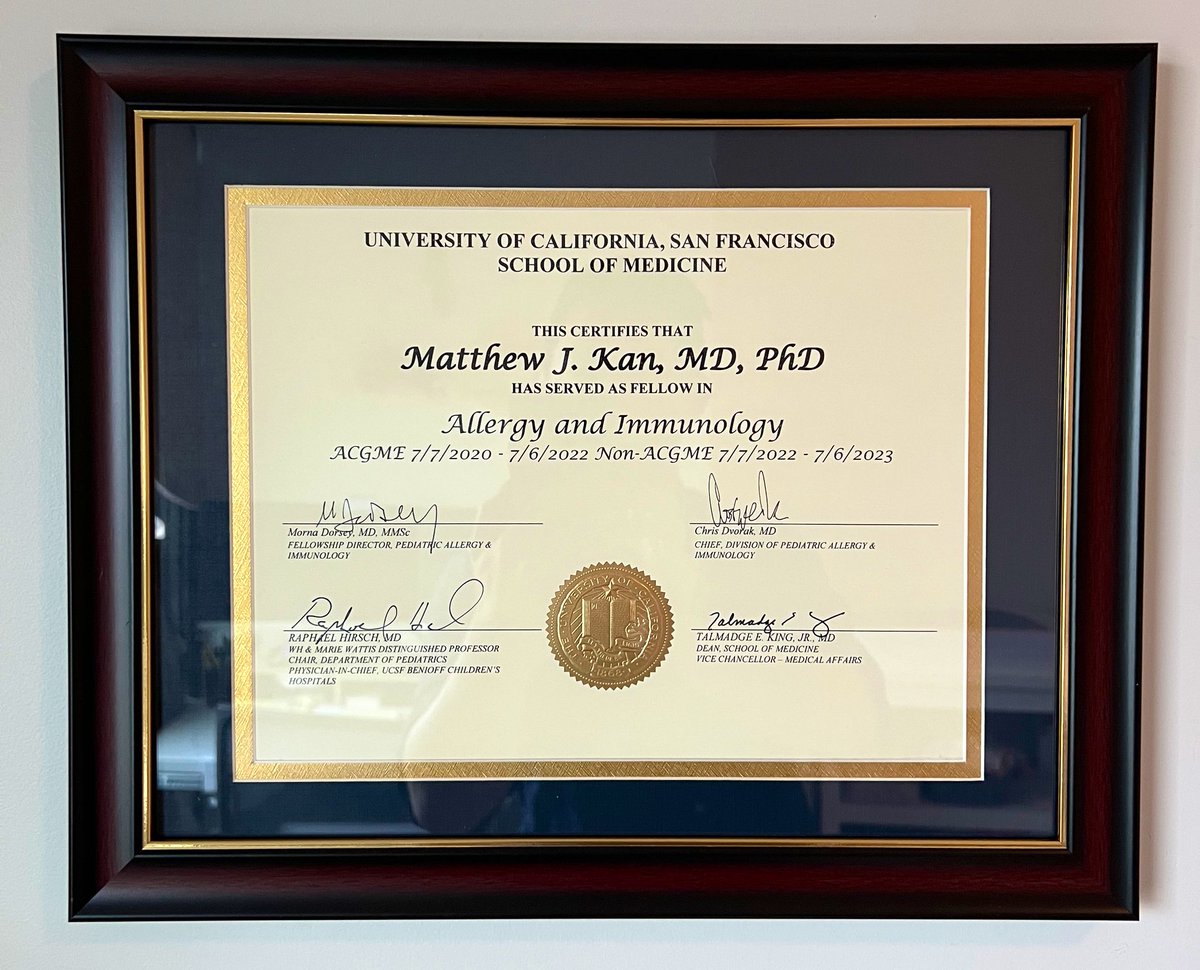 UNIVERSITY OF CALIFORNIA, SAN FRANCISCO
SCHOOL OF MEDICINE
THIS CERTIFIES THAT
Matthew J. Kan, MD, PhD
HAS SERVED AS FELLOW IN
Allergy and Immunology
ACGME 7/7/2020 - 7/6/2022 Non-ACGME 7/7/2022 - 7/6/2023
Morna Dorsey, MD, MMSc
FELLOWSHIP DIRECTOR, PEDIATRIC ALLERGY &
IMMUNOLOGY
Chris Dvorak, MD
CHIEF, DIVISION OF PEDIATRIC ALLERGY &
IMMUNOLOGY
RAPHAEL HIRSCH, MD
WH & MARIE WATTIS DISTINGUISHED PROFESSOR
CHAIR, DEPARTMENT OF PEDIATRICS
PHYSICIAN-IN-CHIEF, UCSF BENIOFF CHILDREN'S
HOSPITALS
1868
Talmadge E
TALMADGE E. KING, JR., MD
DEAN, SCHOOL OF MEDICINE
VICE CHANCELLOR – MEDICAL AFFAIRS